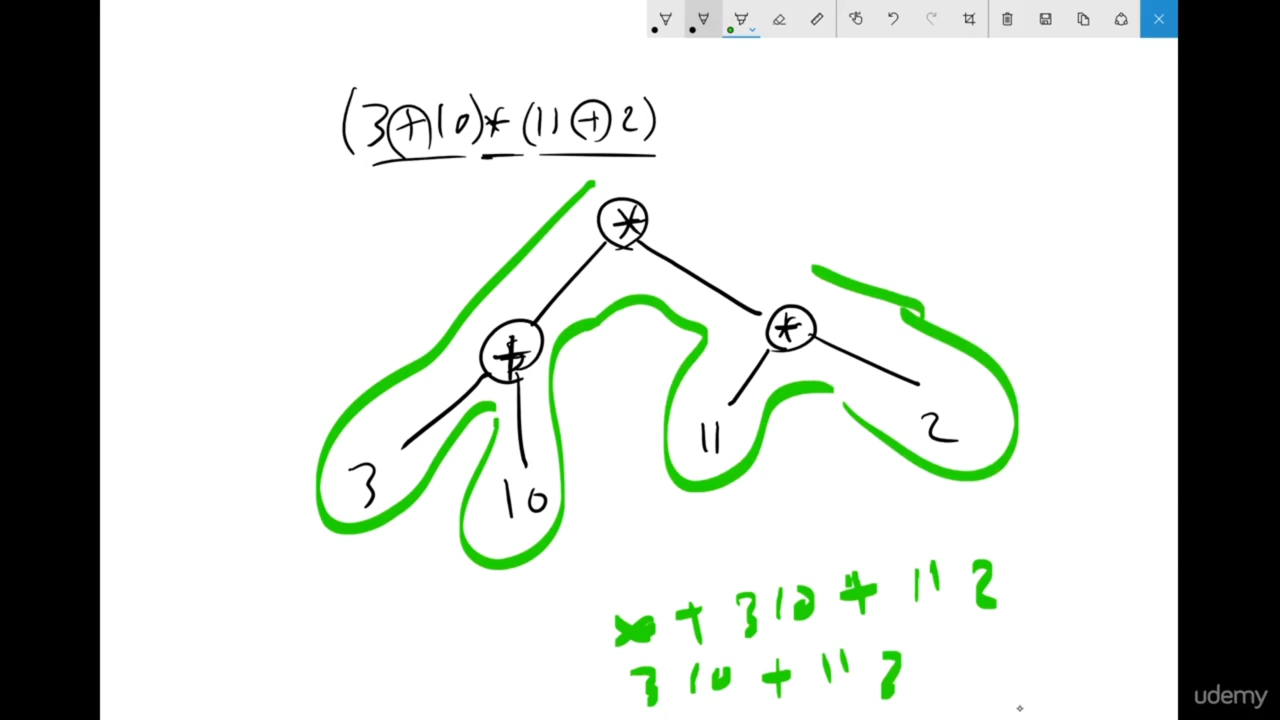 (3+10)*(11+2)
*
+ *
3 10 11 2
* + 3 10 + 11 2
3 10 + 11 2
udemy